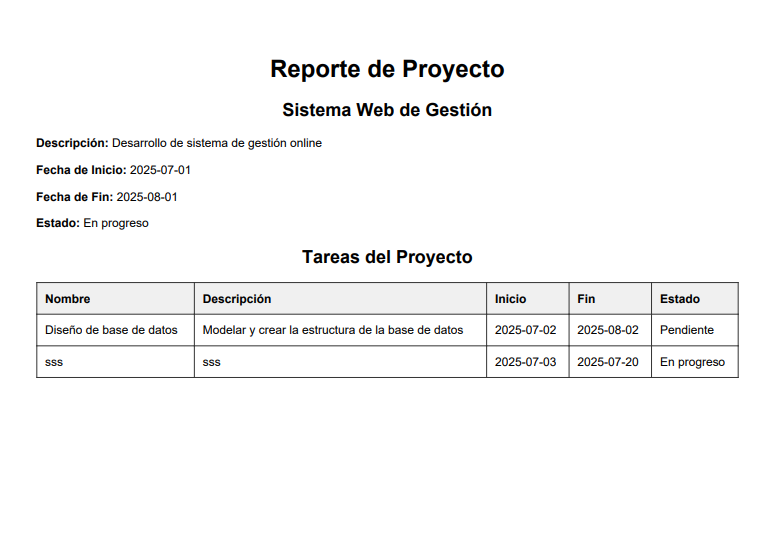 Reporte de Proyecto
Sistema Web de Gestión
Descripción: Desarrollo de sistema de gestión online
Fecha de Inicio: 2025-07-01
Fecha de Fin: 2025-08-01
Estado: En progreso
Tareas del Proyecto
Nombre Descripción Inicio Fin Estado
Diseño de base de datos Modelar y crear la estructura de la base de datos 2025-07-02 2025-08-02 Pendiente
sss sss 2025-07-03 2025-07-20 En progreso